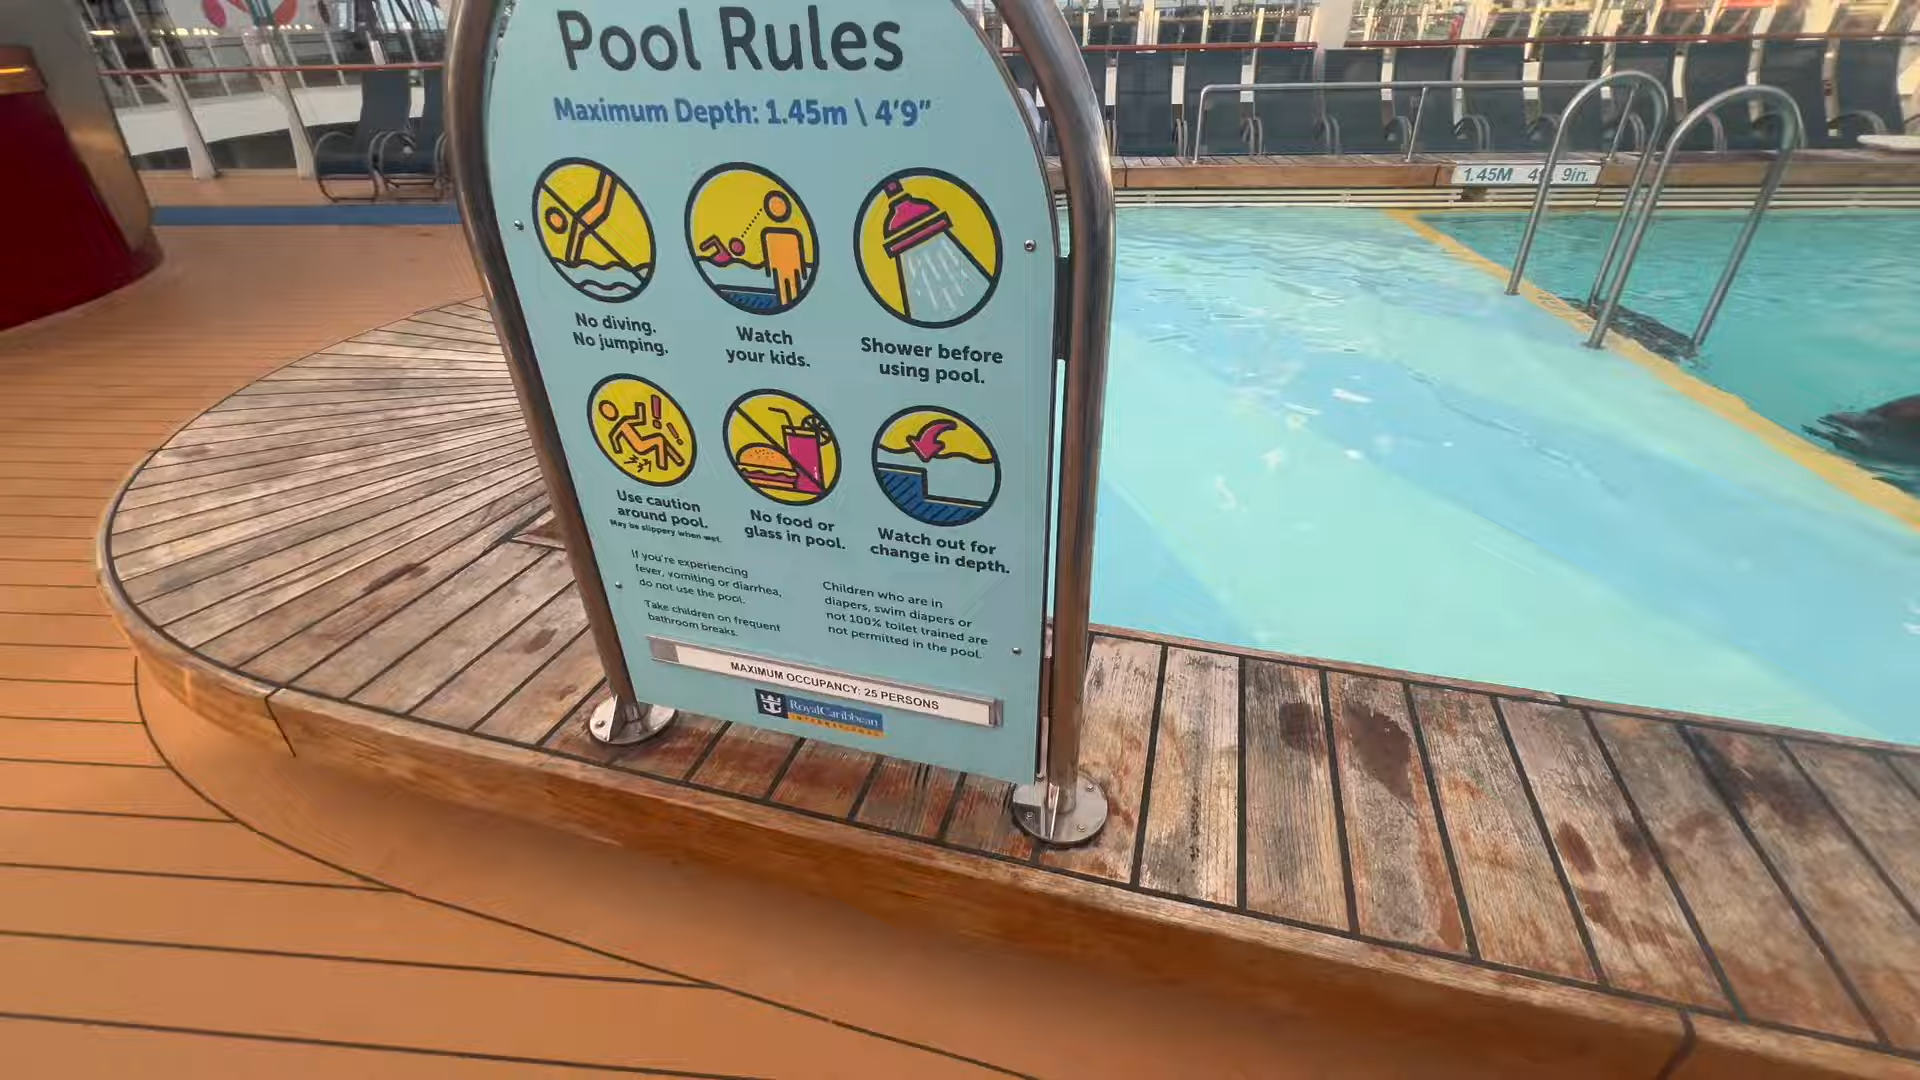 Pool Rules
Maximum Depth: 1.45m \ 4'9"
No diving.
No jumping.
Watch
your kids.
Shower before
using pool.
Use caution
around pool.
May be slippery when wet.
No food or
glass in pool.
Watch out for
change in depth.
If you're experiencing
fever, vomiting or diarrhea,
do not use the pool.
Take children on frequent
bathroom breaks.
Children who are in
diapers, swim diapers or
not 100% toilet trained are
not permitted in the pool.
MAXIMUM OCCUPANCY: 25 PERSONS
RoyalCaribbean
INTERNATIONAL
1.45M 9in.